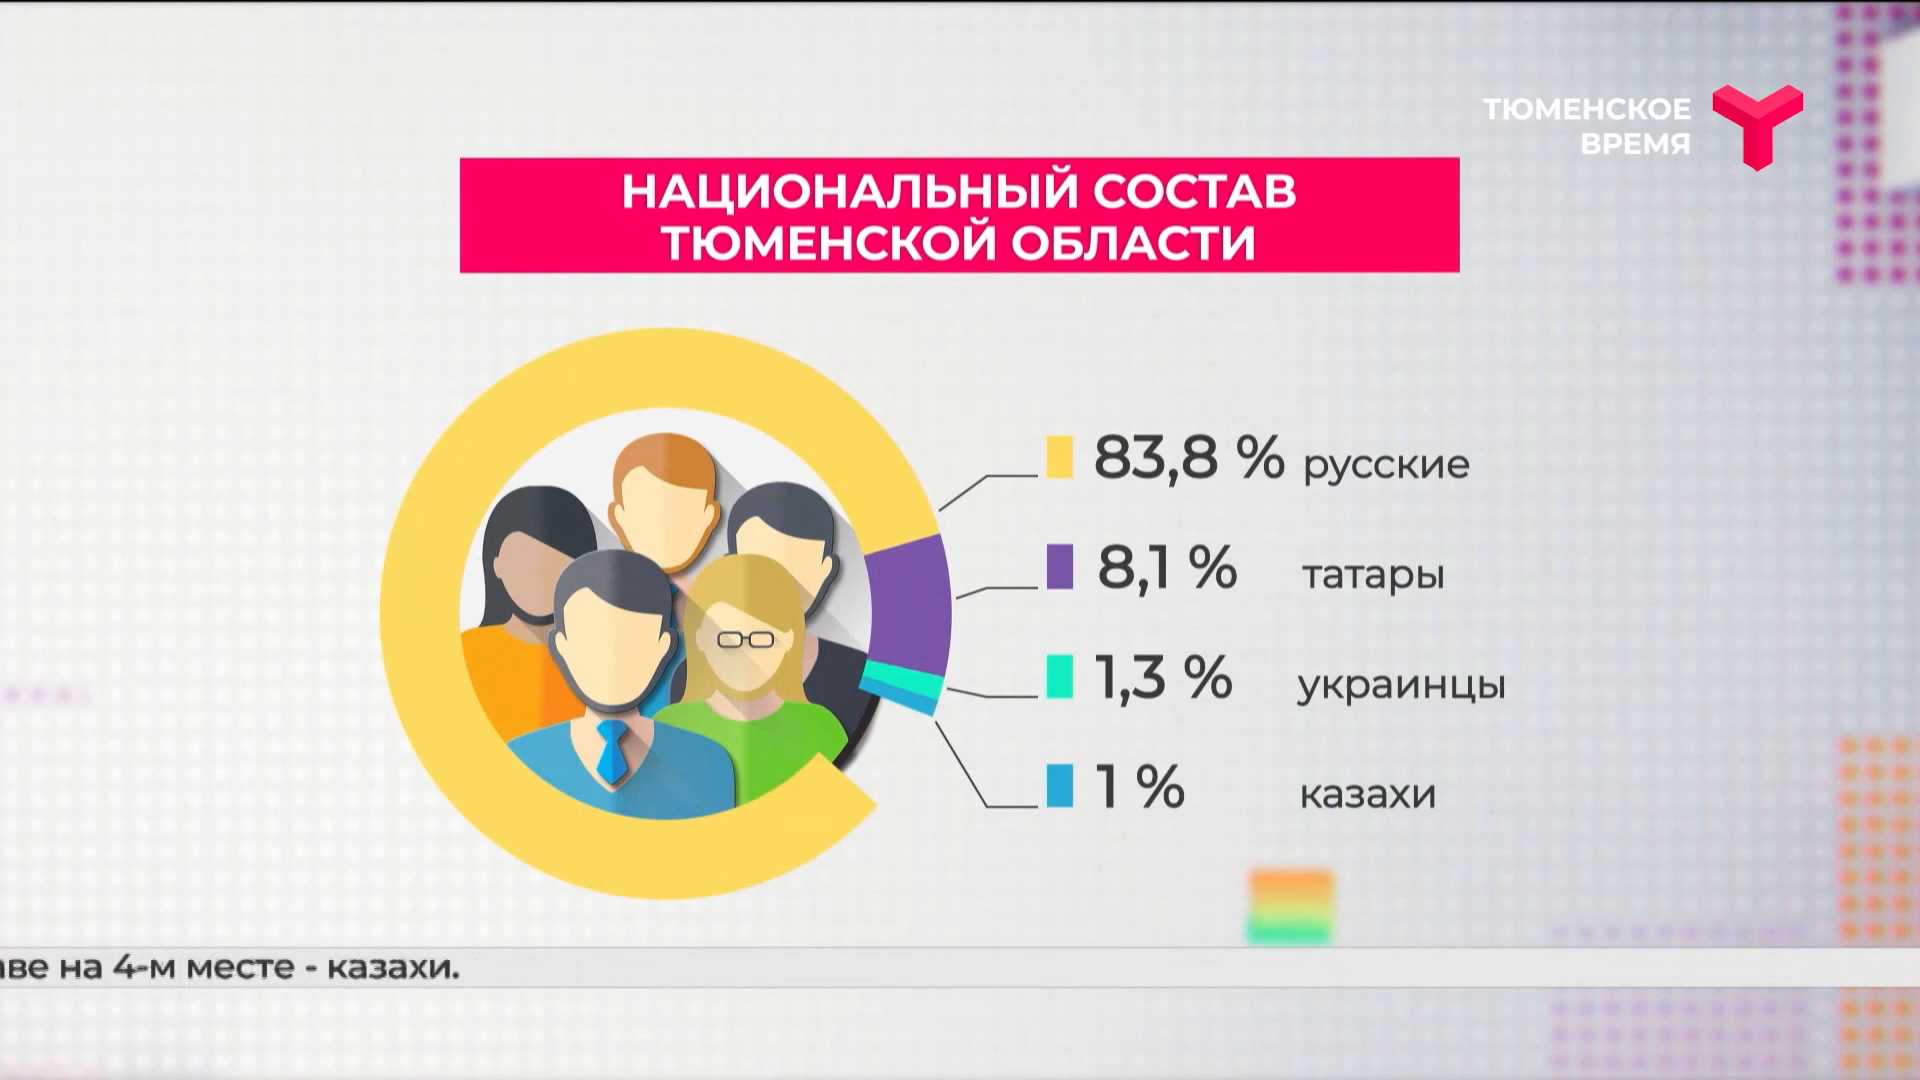 ТЮМЕНСКОЕ
ВРЕМЯ
НАЦИОНАЛЬНЫЙ СОСТАВ
ТЮМЕНСКОЙ ОБЛАСТИ
83,8 % русские
8,1 % татары
1,3 % украинцы
1 % казахи
на 4-м месте - казахи.